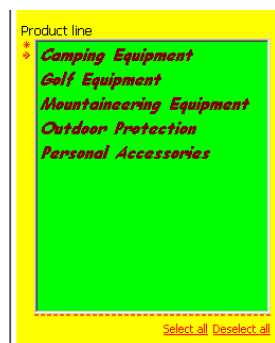 Product line
*
Camping Equipment
Golf Equipment
Mountaineering Equipment
Outdoor Protection
Personal Accessories
Select all Deselect all